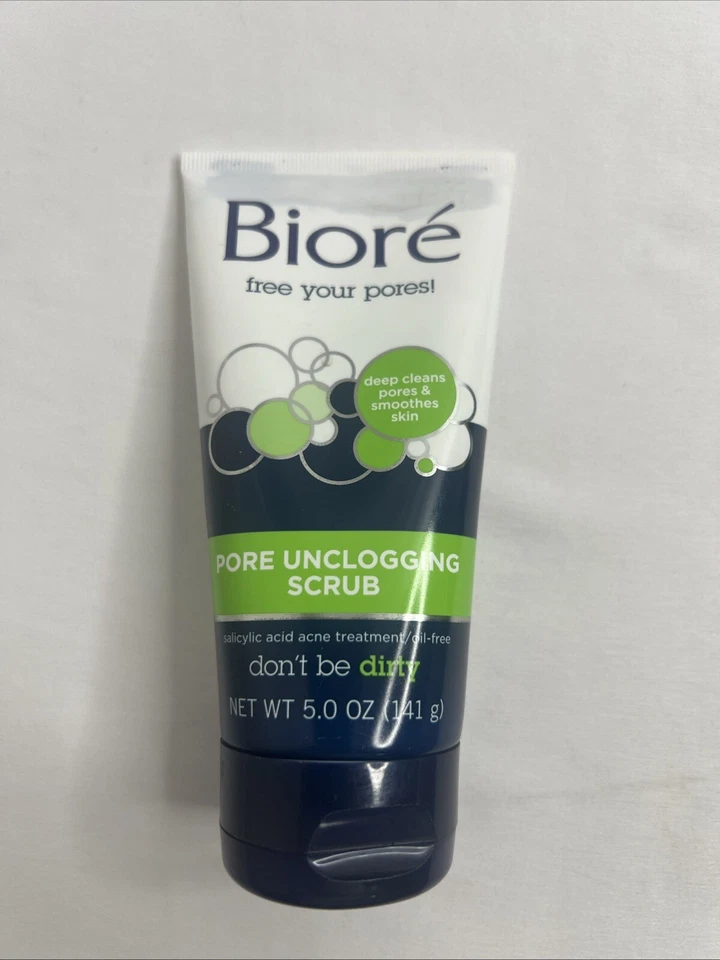 Bioré
free your pores!
deep cleans
pores &
smoothes
skin
PORE UNCLOGGING
SCRUB
salicylic acid acne treatment/oil-free
don't be dirty
NET WT 5.0 OZ (141 g)